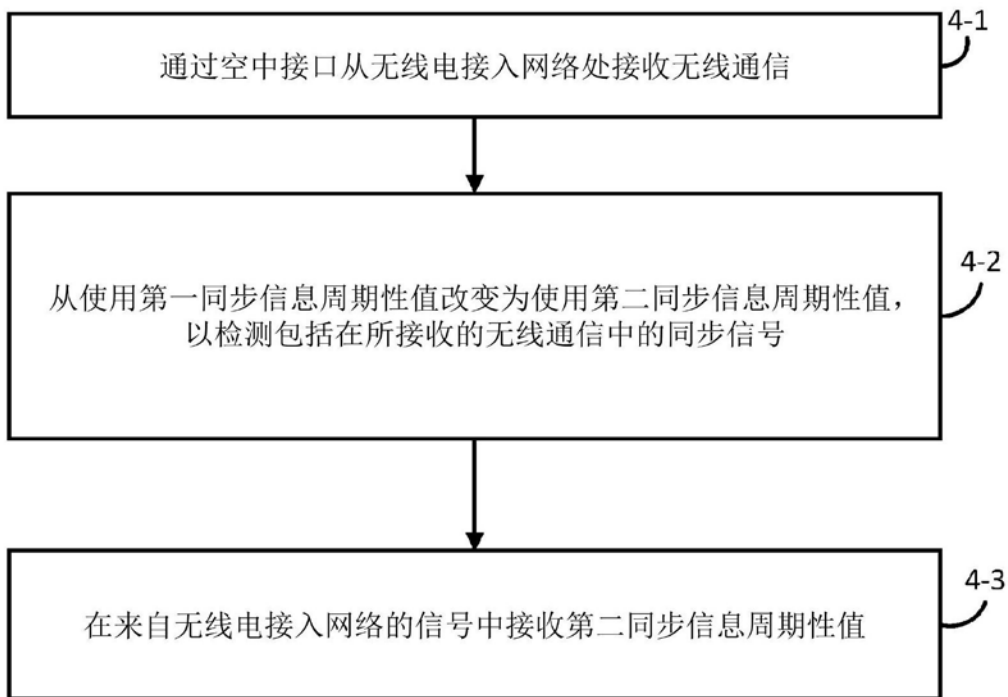 4-1
通过空中接口从无线电接入网络处接收无线通信
4-2
从使用第一同步信息周期性值改变为使用第二同步信息周期性值，
以检测包括在所接收的无线通信中的同步信号
4-3
在来自无线电接入网络的信号中接收第二同步信息周期性值